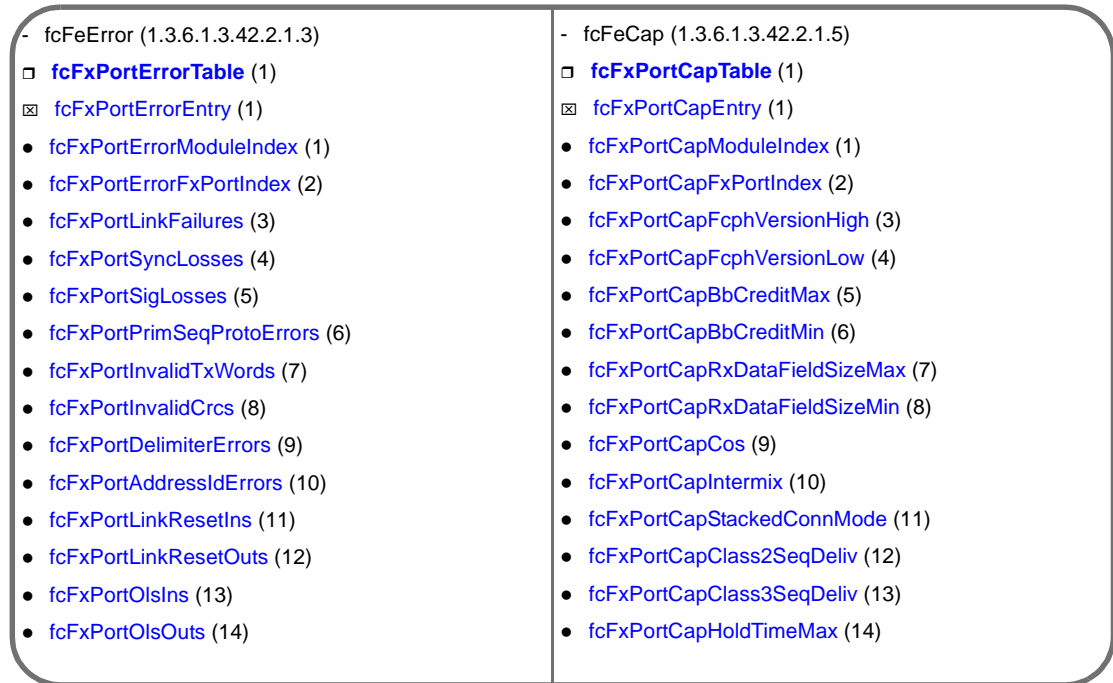 - fcFeError (1.3.6.1.3.42.2.1.3)
❒ fcFxPortErrorTable (1)
☒ fcFxPortErrorEntry (1)
● fcFxPortErrorModuleIndex (1)
● fcFxPortErrorFxPortIndex (2)
● fcFxPortLinkFailures (3)
● fcFxPortSyncLosses (4)
● fcFxPortSigLosses (5)
● fcFxPortPrimSeqProtoErrors (6)
● fcFxPortInvalidTxWords (7)
● fcFxPortInvalidCrcs (8)
● fcFxPortDelimiterErrors (9)
● fcFxPortAddressIdErrors (10)
● fcFxPortLinkResetIns (11)
● fcFxPortLinkResetOuts (12)
● fcFxPortOlsIns (13)
● fcFxPortOlsOuts (14)
- fcFeCap (1.3.6.1.3.42.2.1.5)
❒ fcFxPortCapTable (1)
☒ fcFxPortCapEntry (1)
● fcFxPortCapModuleIndex (1)
● fcFxPortCapFxPortIndex (2)
● fcFxPortCapFcphVersionHigh (3)
● fcFxPortCapFcphVersionLow (4)
● fcFxPortCapBbCreditMax (5)
● fcFxPortCapBbCreditMin (6)
● fcFxPortCapRxDataFieldSizeMax (7)
● fcFxPortCapRxDataFieldSizeMin (8)
● fcFxPortCapCos (9)
● fcFxPortCapIntermix (10)
● fcFxPortCapStackedConnMode (11)
● fcFxPortCapClass2SeqDeliv (12)
● fcFxPortCapClass3SeqDeliv (13)
● fcFxPortCapHoldTimeMax (14)